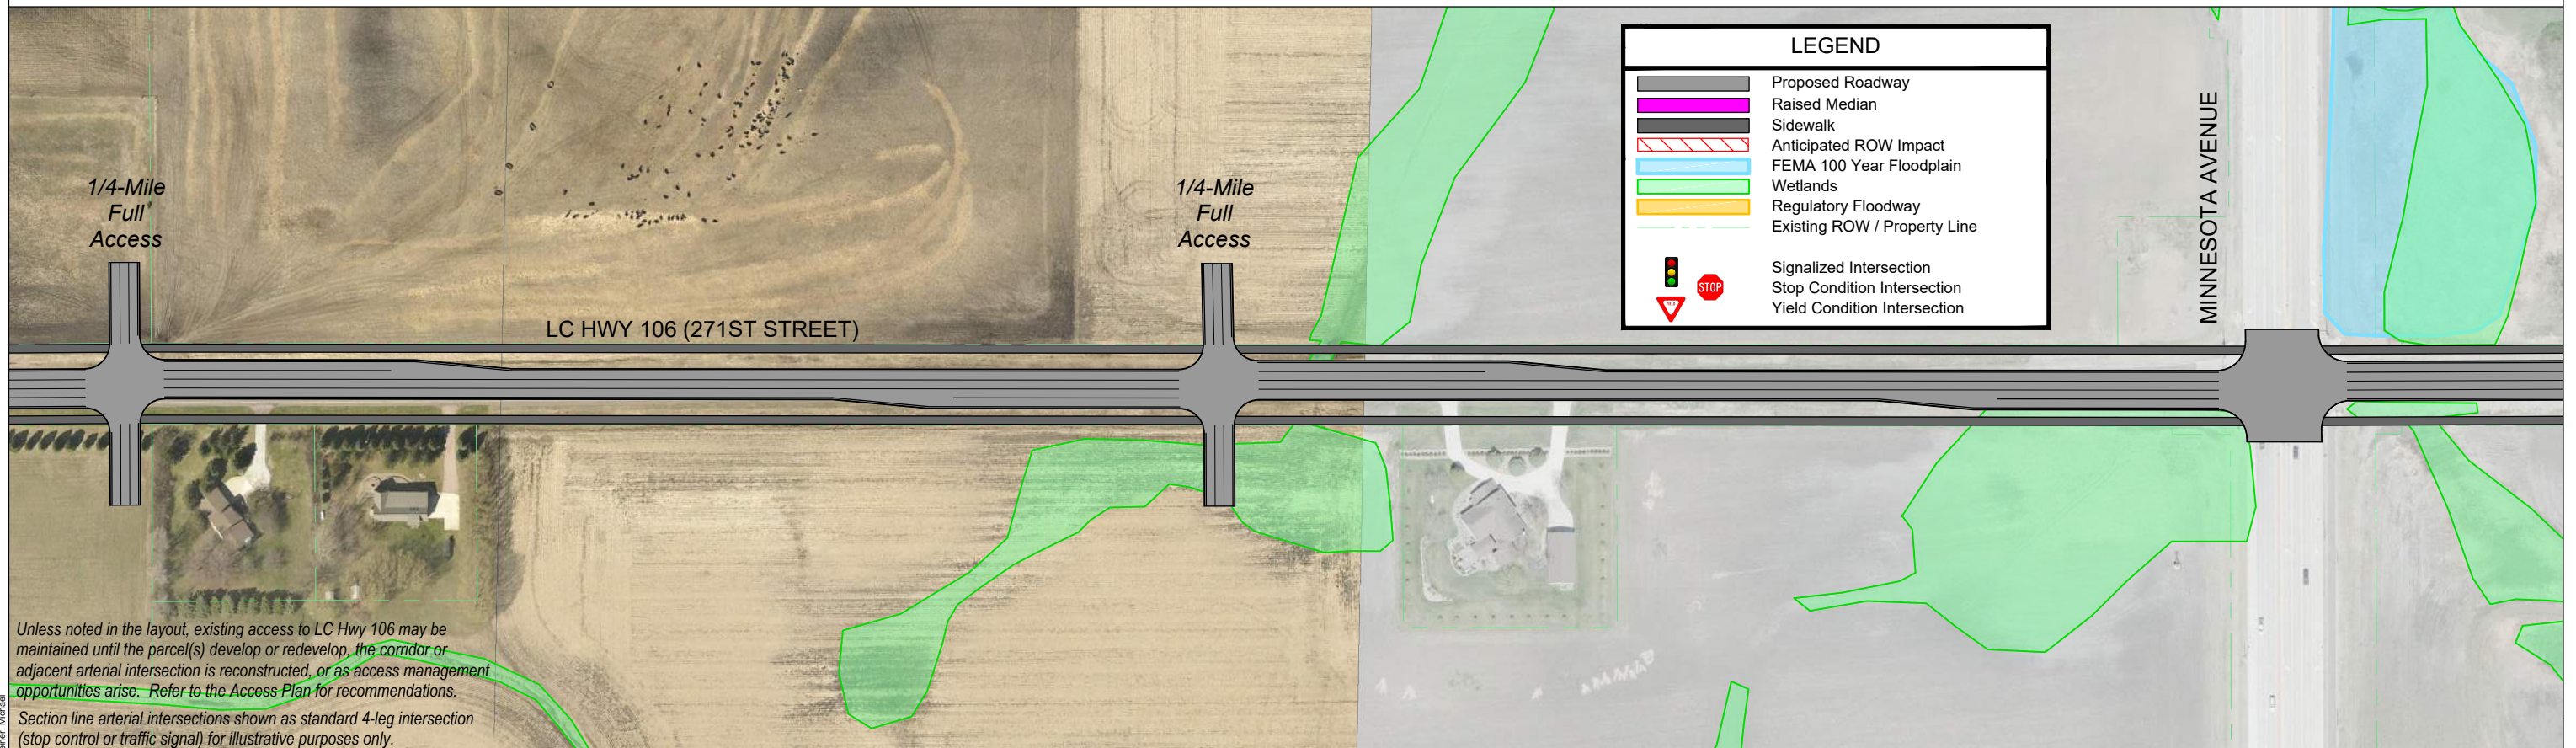 1/4-Mile
Full
Access
LC HWY 106 (271ST STREET)
1/4-Mile
Full
Access
LEGEND
Proposed Roadway
Raised Median
Sidewalk
Anticipated ROW Impact
FEMA 100 Year Floodplain
Wetlands
Regulatory Floodway
Existing ROW / Property Line
Signalized Intersection
STOP
Stop Condition Intersection
Yield Condition Intersection
MINNESOTA AVENUE
Unless noted in the layout, existing access to LC Hwy 106 may be
maintained until the parcel(s) develop or redevelop, the corridor or
adjacent arterial intersection is reconstructed, or as access management
opportunities arise.  Refer to the Access Plan for recommendations.
Section line arterial intersections shown as standard 4-leg intersection
(stop control or traffic signal) for illustrative purposes only.
Michael